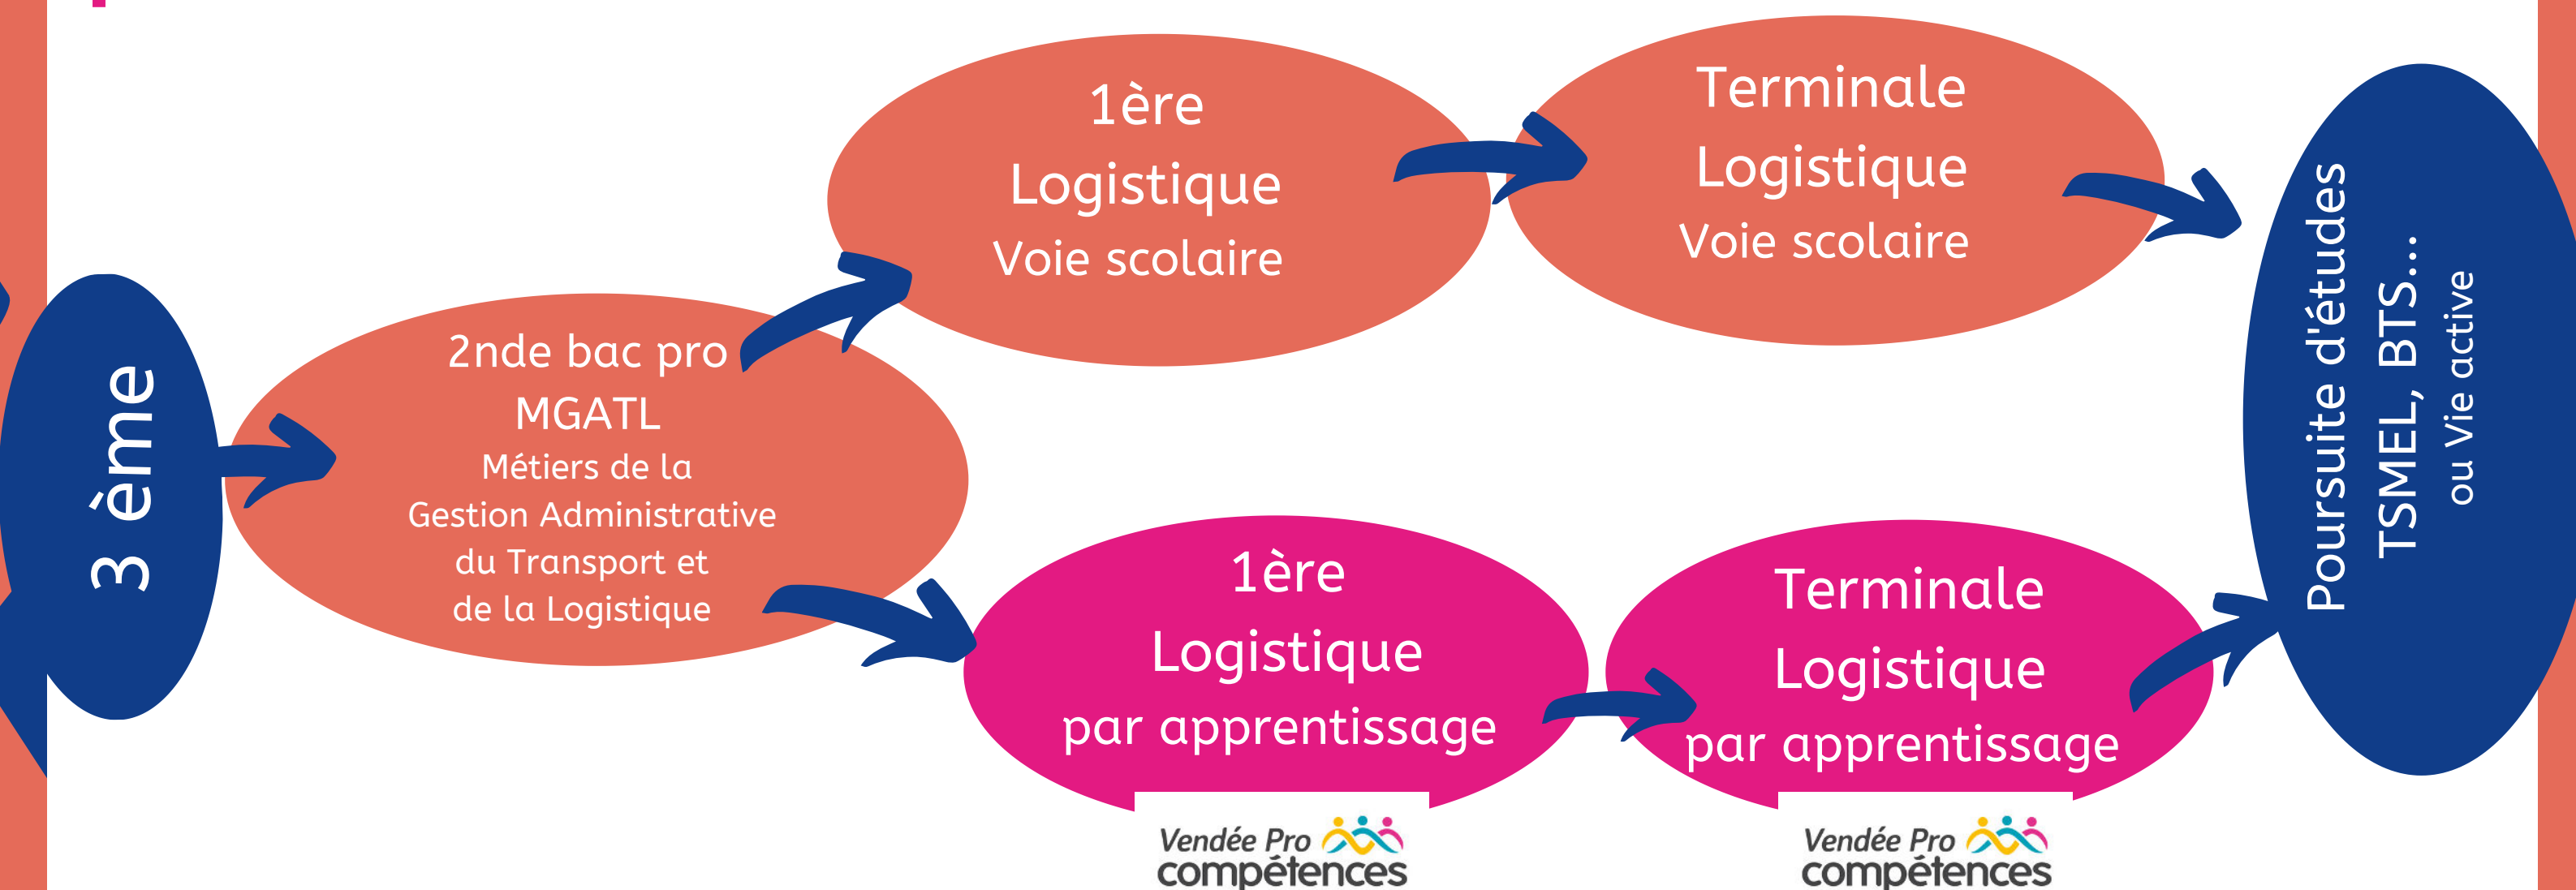 3 ème
2nde bac pro
MGATL
Métiers de la
Gestion Administrative
du Transport et
de la Logistique
1ère
Logistique
Voie scolaire
Terminale
Logistique
Voie scolaire
1ère
Logistique
par apprentissage
Vendée Pro
compétences
Terminale
Logistique
par apprentissage
Vendée Pro
compétences
Poursuite d'études
TSMEL, BTS...
ou Vie active